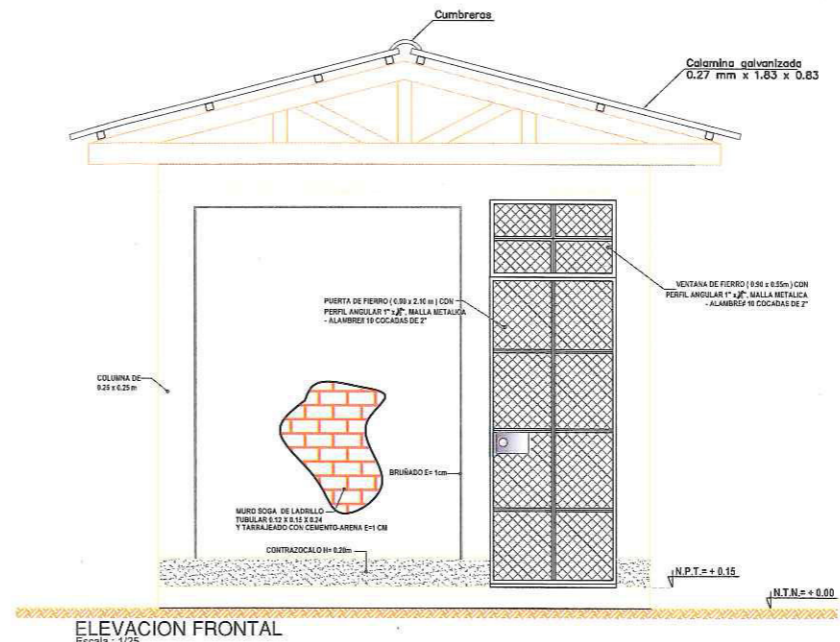 Cumbreras
Calamina galvanizada
0.27 mm x 1.83 x 0.83
VENTANA DE FIERRO ( 0.90 x 0.55m ) CON
PERFIL ANGULAR 1" x MALLA METALICA
- ALAMBRE# 10 COCADAS DE 2"
PUERTA DE FIERRO ( 0.90 x 2.10 m ) CON
PERFIL ANGULAR 1" x MALLA METALICA
- ALAMBRE# 10 COCADAS DE 2"
COLUMNA DE
0.25 x 0.25 m
BRUÑADO E= 1cm
MURO SOGA DE LADRILLO
TUBULAR 0.12 X 0.15 X 0.24
Y TARRAJEADO CON CEMENTO-ARENA E=1 CM
CONTRAZOCALO H= 0.20m
N.P.T.= + 0.15
N.T.N.= + 0.00
ELEVACION FRONTAL
Escala : 1/25